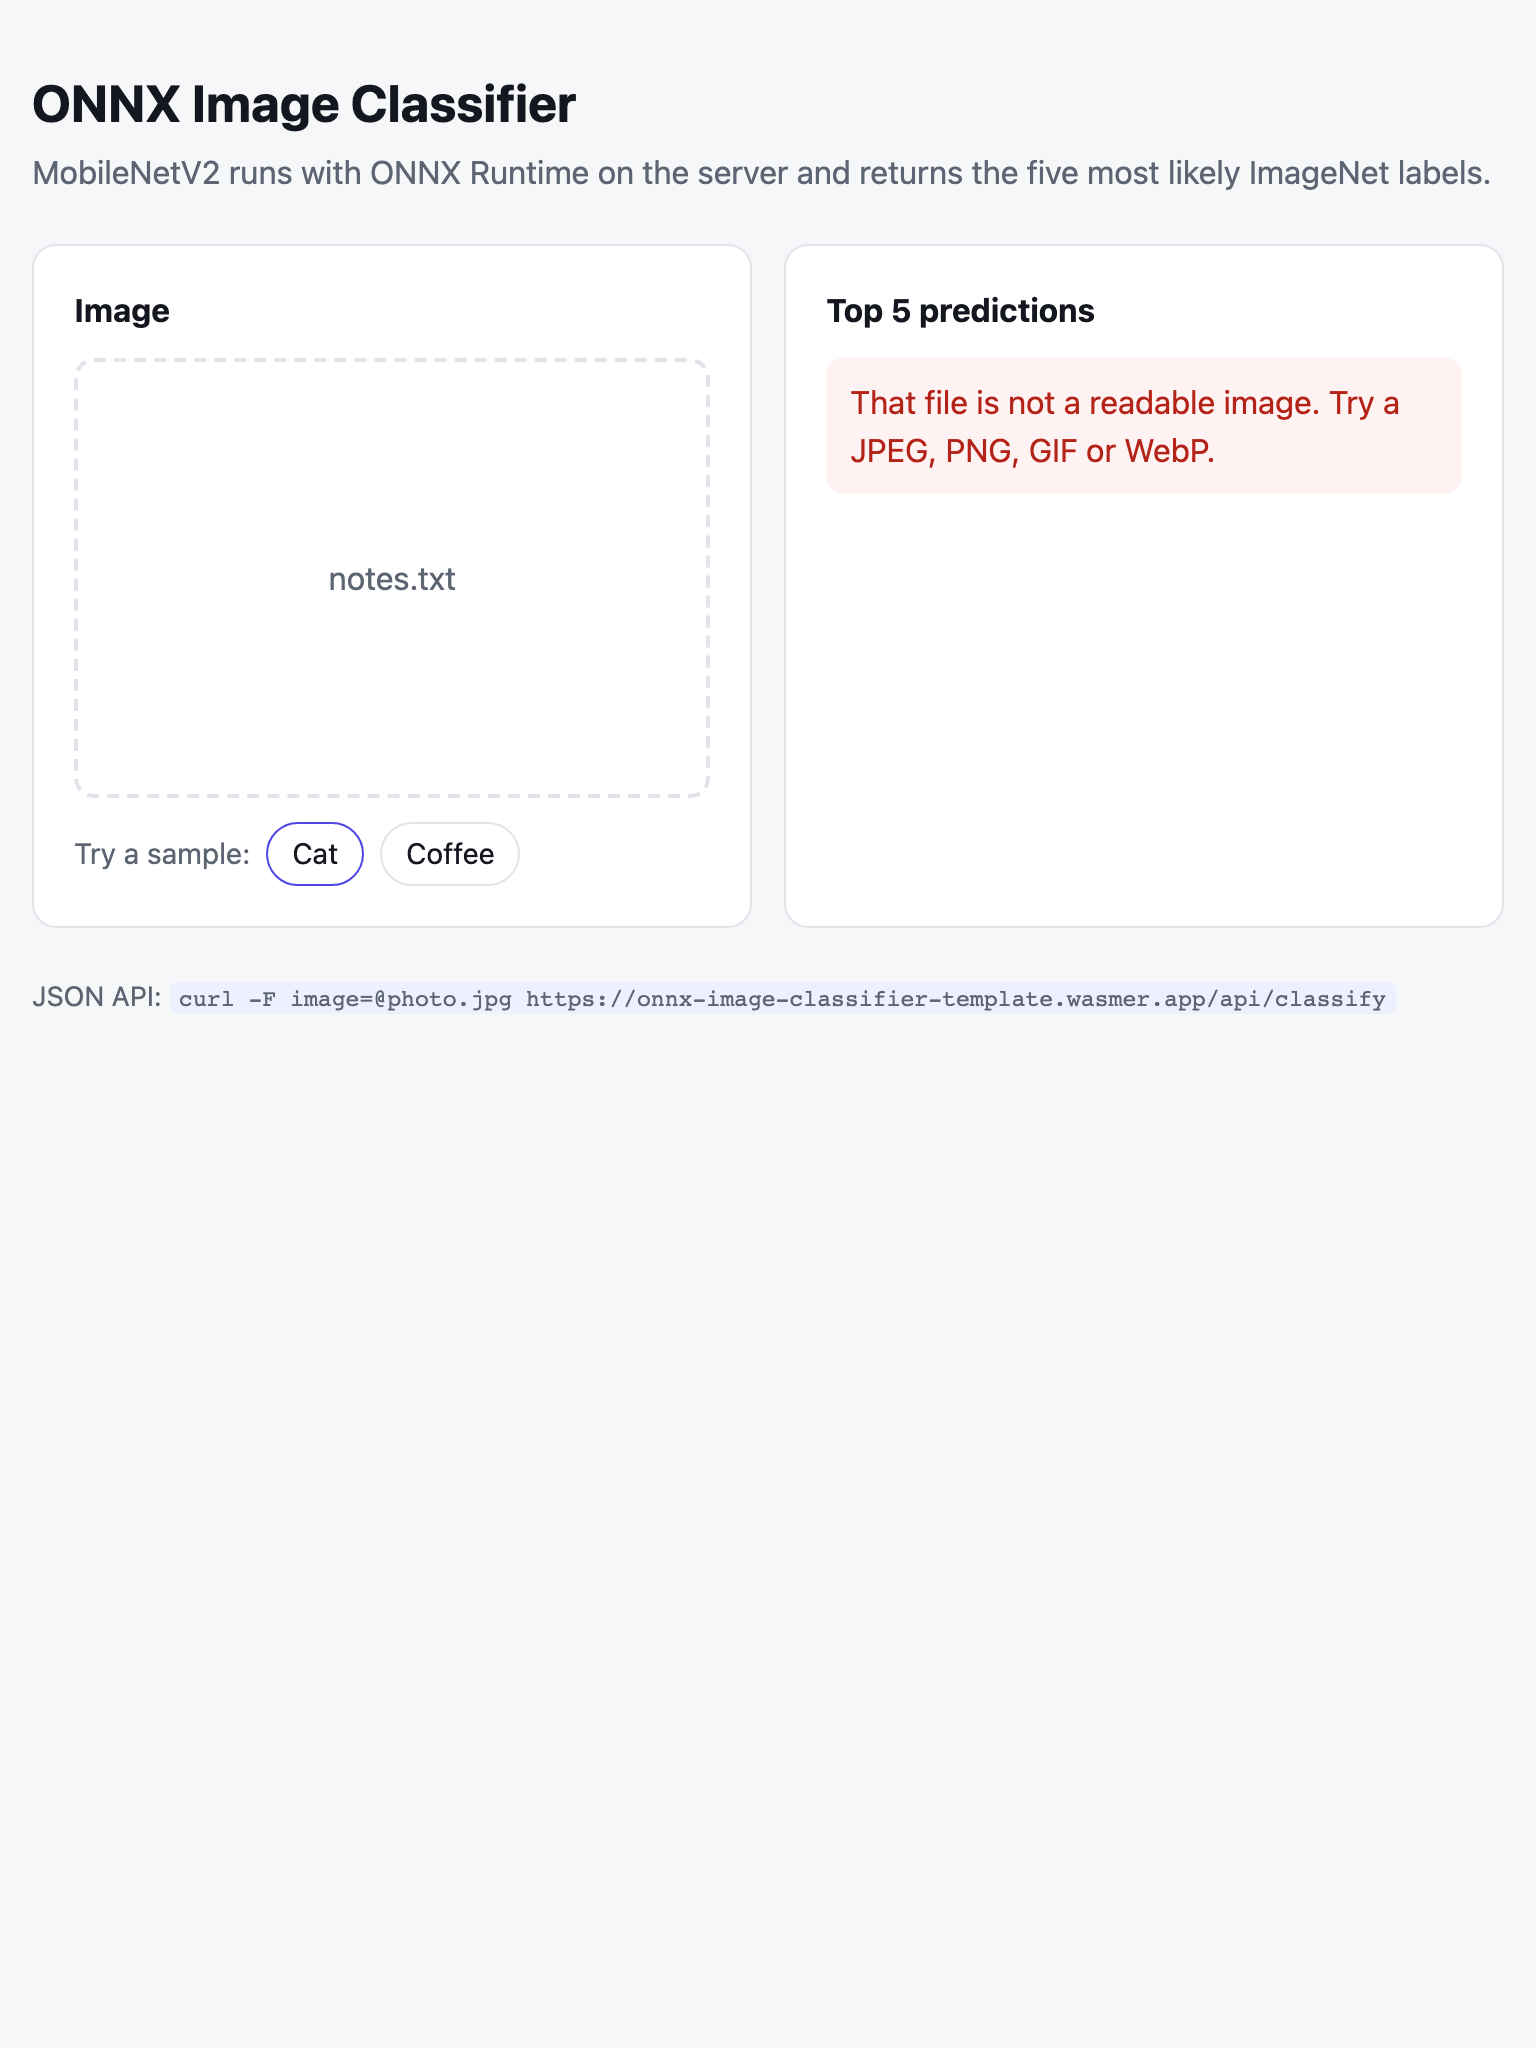 ONNX Image Classifier
MobileNetV2 runs with ONNX Runtime on the server and returns the five most likely ImageNet labels.
Image
notes.txt
Try a sample: Cat Coffee
Top 5 predictions
That file is not a readable image. Try a
JPEG, PNG, GIF or WebP.
JSON API: curl -F image=@photo.jpg https://onnx-image-classifier-template.wasmer.app/api/classify